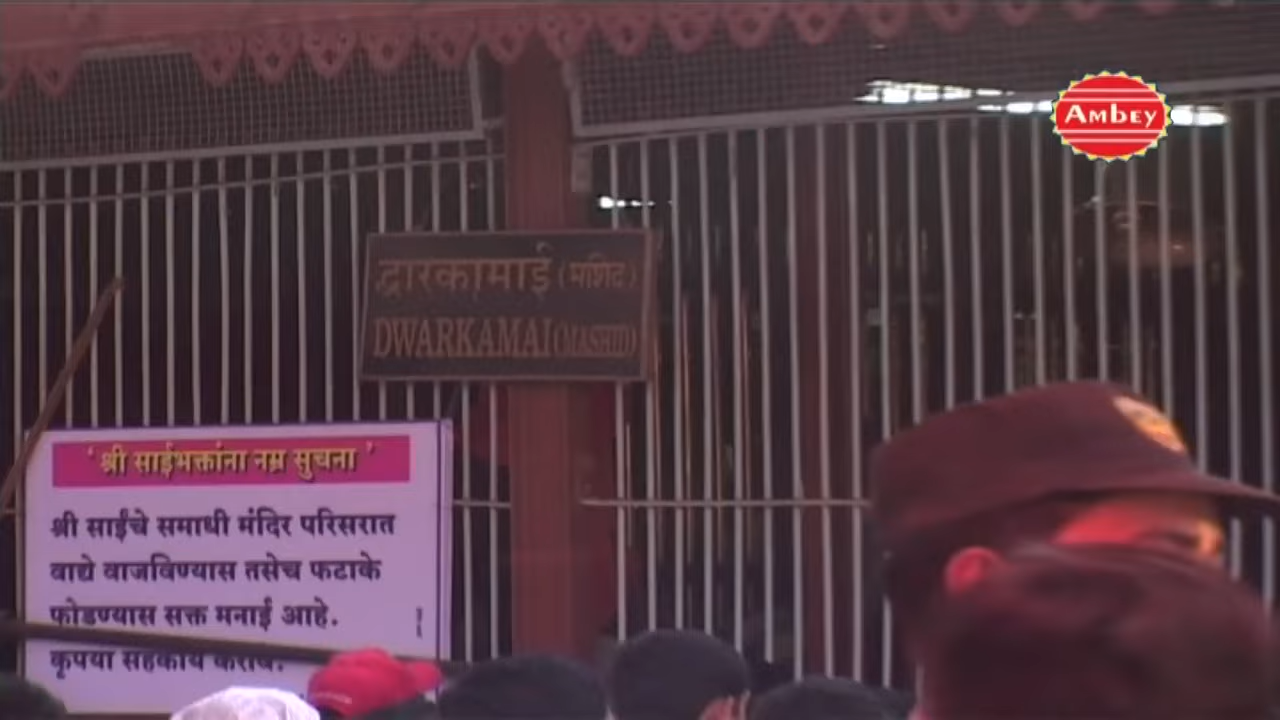 AMBEY
द्वारकामाई (मशिद)
DWARKAMAI (MASHID)
' श्री साईभक्तांना नम्र सुचना '
श्री साईंचे समाधी मंदिर परिसरात
वाद्ये वाजविण्यास तसेच फटाके
फोडण्यास सक्त मनाई आहे.
कृपया सहकार्य करावे.